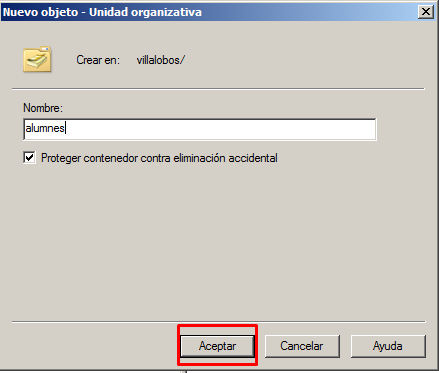 Nuevo objeto - Unidad organizativa
Crear en: villalobos/
Nombre:
alumnes
Proteger contenedor contra eliminación accidental
Aceptar Cancelar Ayuda